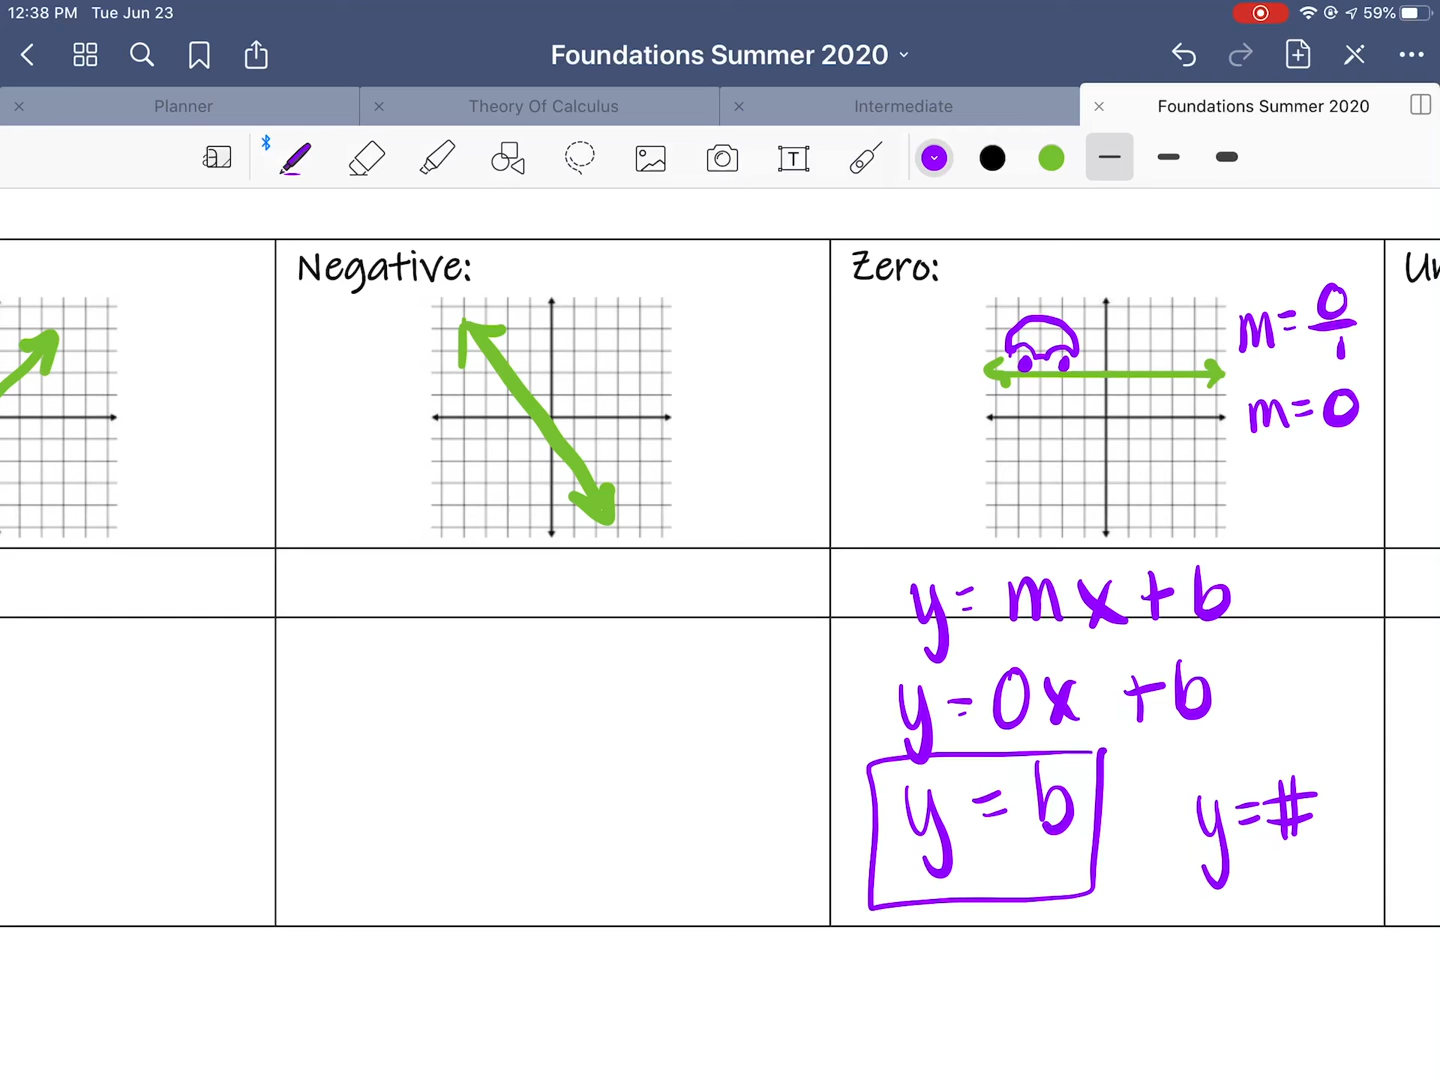 12:38 PM Tue Jun 23
59%
Foundations Summer 2020
Planner
Theory Of Calculus
Intermediate
Foundations Summer 2020
T
Negative:
Zero:
m = 0/1
m = 0
y = mx + b
y = 0x + b
y = b
y = #